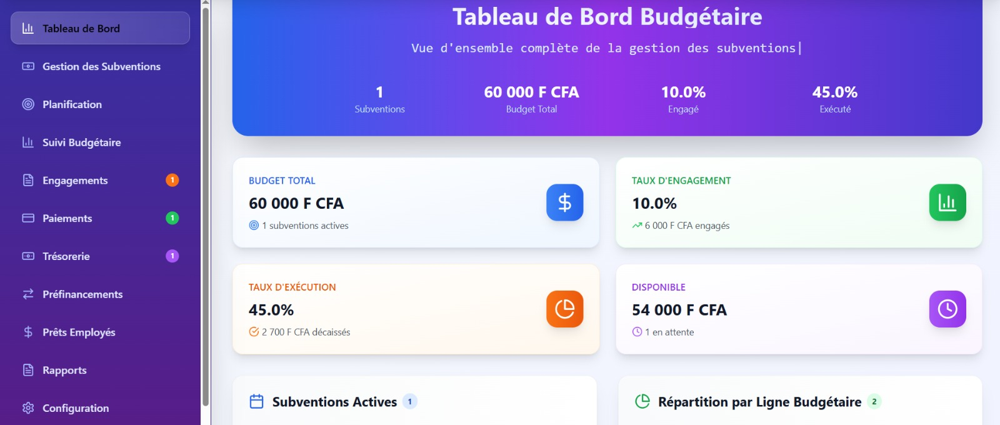 Tableau de Bord
Gestion des Subventions
Planification
Suivi Budgétaire
Engagements 1
Paiements 1
Trésorerie 1
Préfinancements
Prêts Employés
Rapports
Configuration
Tableau de Bord Budgétaire
Vue d'ensemble complète de la gestion des subventions|
1
Subventions
60 000 F CFA
Budget Total
10.0%
Engagé
45.0%
Exécuté
BUDGET TOTAL
60 000 F CFA
1 subventions actives
TAUX D'ENGAGEMENT
10.0%
6 000 F CFA engagés
TAUX D'EXÉCUTION
45.0%
2 700 F CFA décaissés
DISPONIBLE
54 000 F CFA
1 en attente
Subventions Actives 1
Répartition par Ligne Budgétaire 2